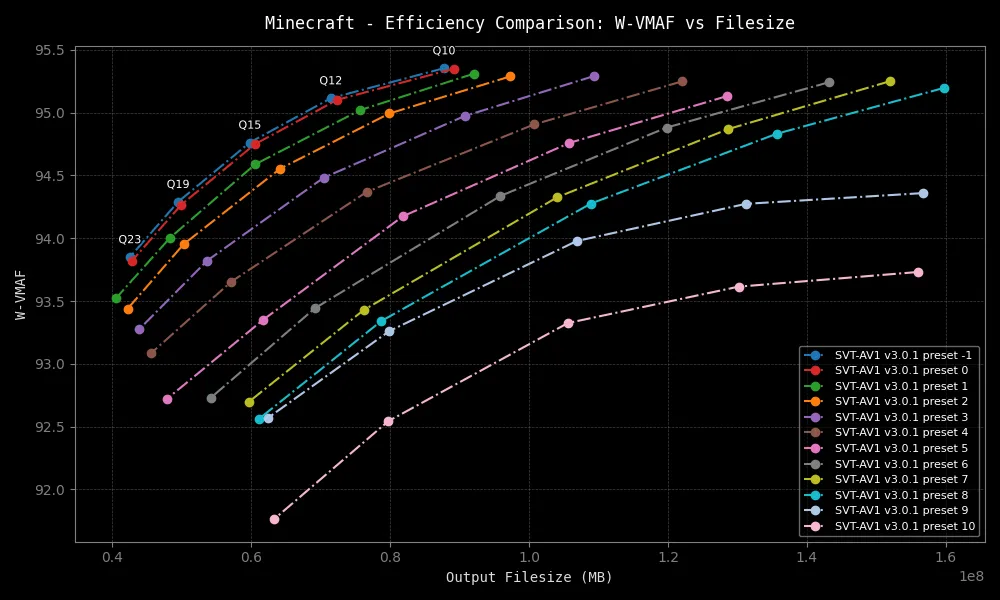 Minecraft - Efficiency Comparison: W-VMAF vs Filesize
95.5
95.0
94.5
94.0
93.5
93.0
92.5
92.0
W-VMAF
Q10
Q12
Q15
Q19
Q23
SVT-AV1 v3.0.1 preset -1
SVT-AV1 v3.0.1 preset 0
SVT-AV1 v3.0.1 preset 1
SVT-AV1 v3.0.1 preset 2
SVT-AV1 v3.0.1 preset 3
SVT-AV1 v3.0.1 preset 4
SVT-AV1 v3.0.1 preset 5
SVT-AV1 v3.0.1 preset 6
SVT-AV1 v3.0.1 preset 7
SVT-AV1 v3.0.1 preset 8
SVT-AV1 v3.0.1 preset 9
SVT-AV1 v3.0.1 preset 10
0.4 0.6 0.8 1.0 1.2 1.4 1.6
1e8
Output Filesize (MB)